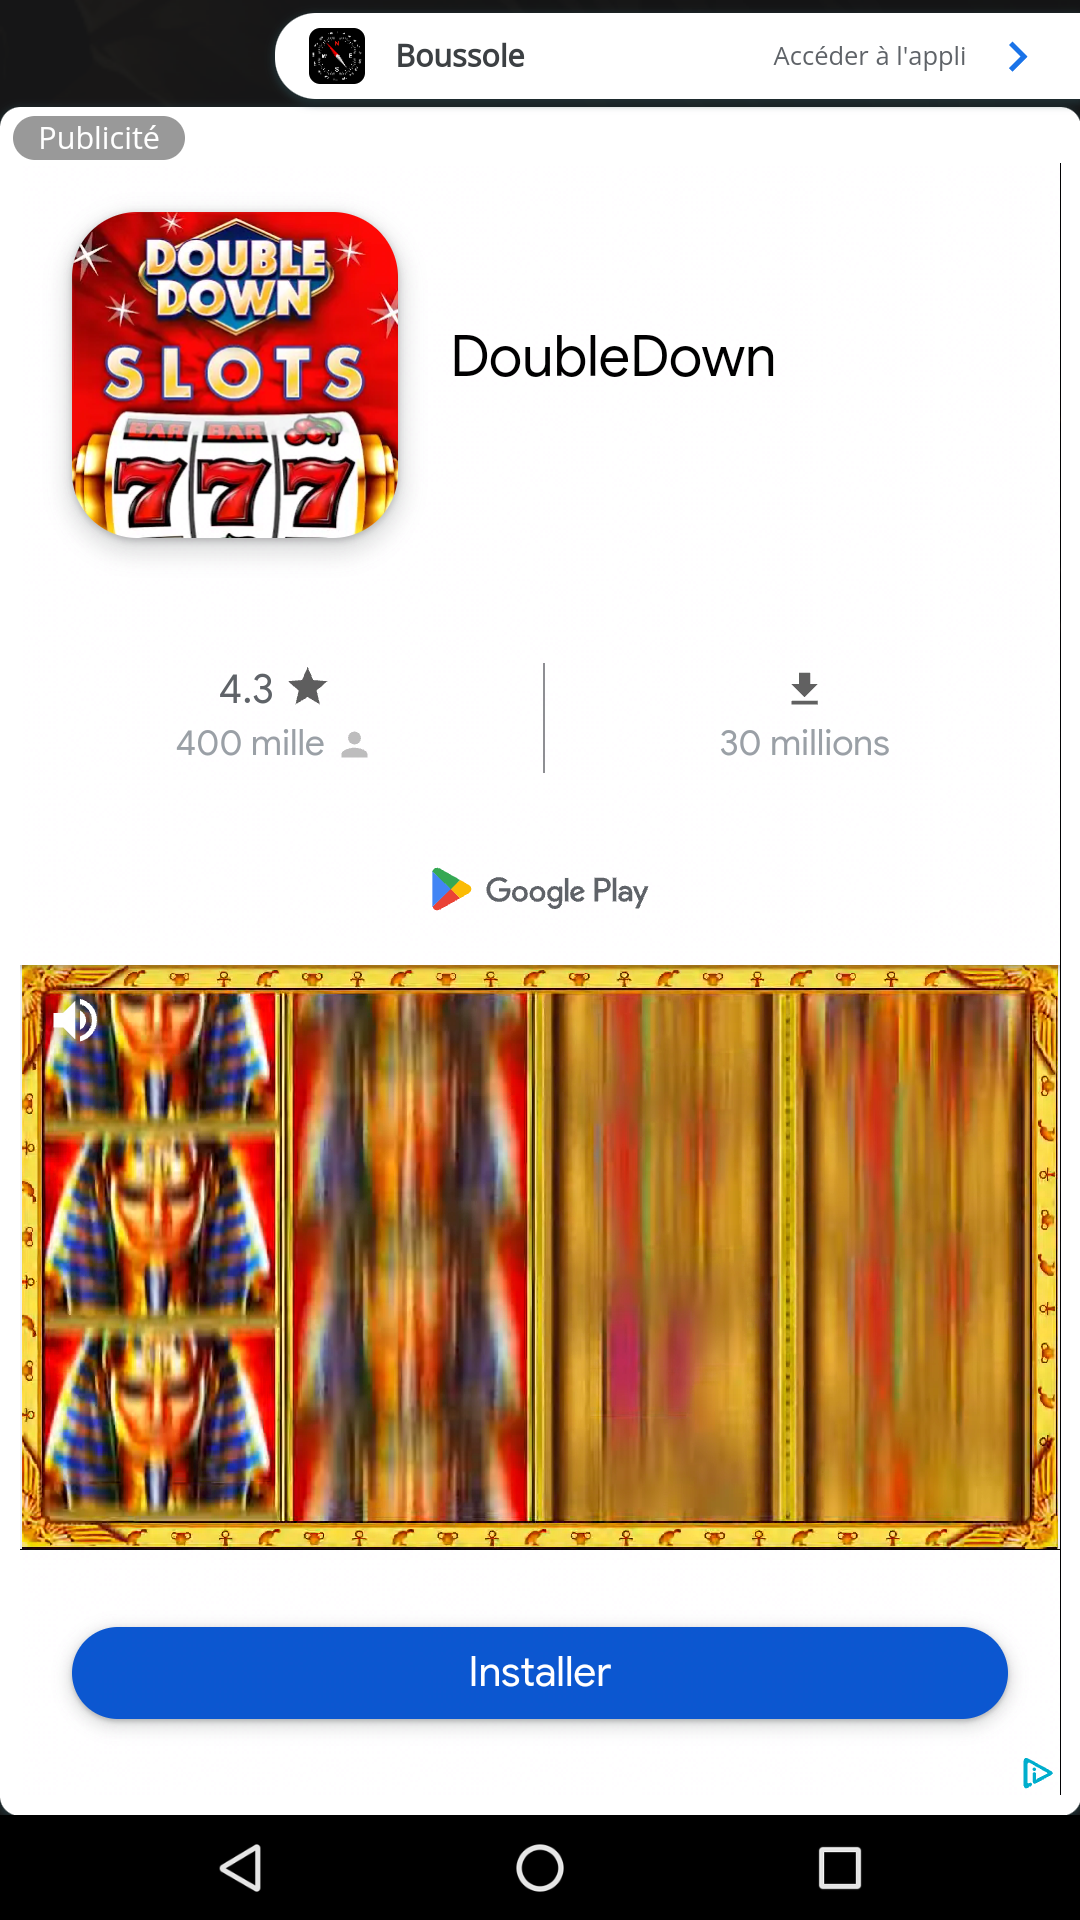 Boussole
Accéder à l'appli
Publicité
DOUBLE
DOWN
SLOTS
BAR BAR
777
DoubleDown
4.3
400 mille
30 millions
Google Play
Installer